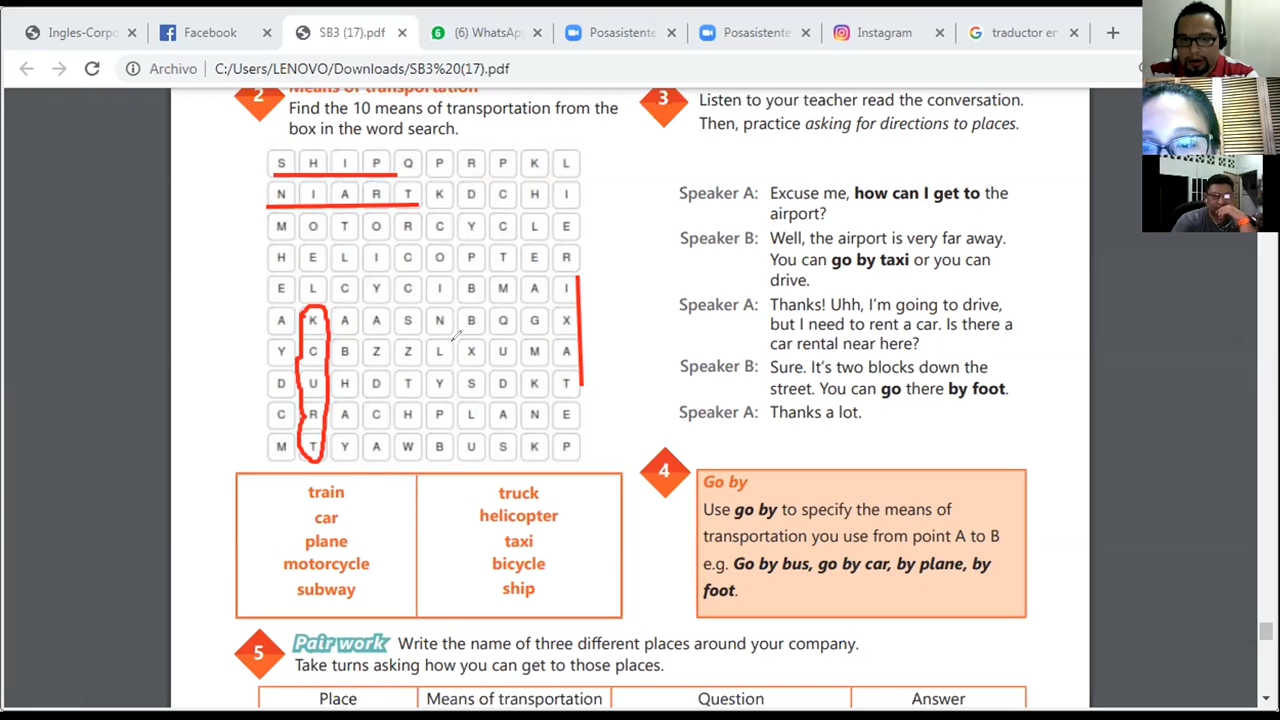 Ingles-Corpo
Facebook
SB3 (17).pdf
(6) WhatsAp
Posasistente
Posasistente
Instagram
traductor en
Archivo C:/Users/LENOVO/Downloads/SB3%20(17).pdf
2 Means of transportation
Find the 10 means of transportation from the
box in the word search.
S H I P Q P R P K L
N I A R T K D C H I
M O T O R C Y C L E
H E L I C O P T E R
E L C Y C I B M A I
A K A A S N B Q G X
Y C B Z Z L X U M A
D U H D T Y S D K T
C R A C H P L A N E
M T Y A W B U S K P
train
car
plane
motorcycle
subway
truck
helicopter
taxi
bicycle
ship
3 Listen to your teacher read the conversation.
Then, practice asking for directions to places.
Speaker A: Excuse me, how can I get to the
airport?
Speaker B: Well, the airport is very far away.
You can go by taxi or you can
drive.
Speaker A: Thanks! Uhh, I'm going to drive,
but I need to rent a car. Is there a
car rental near here?
Speaker B: Sure. It's two blocks down the
street. You can go there by foot.
Speaker A: Thanks a lot.
4 Go by
Use go by to specify the means of
transportation you use from point A to B
e.g. Go by bus, go by car, by plane, by
foot.
5 Pair work Write the name of three different places around your company.
Take turns asking how you can get to those places.
Place Means of transportation Question Answer